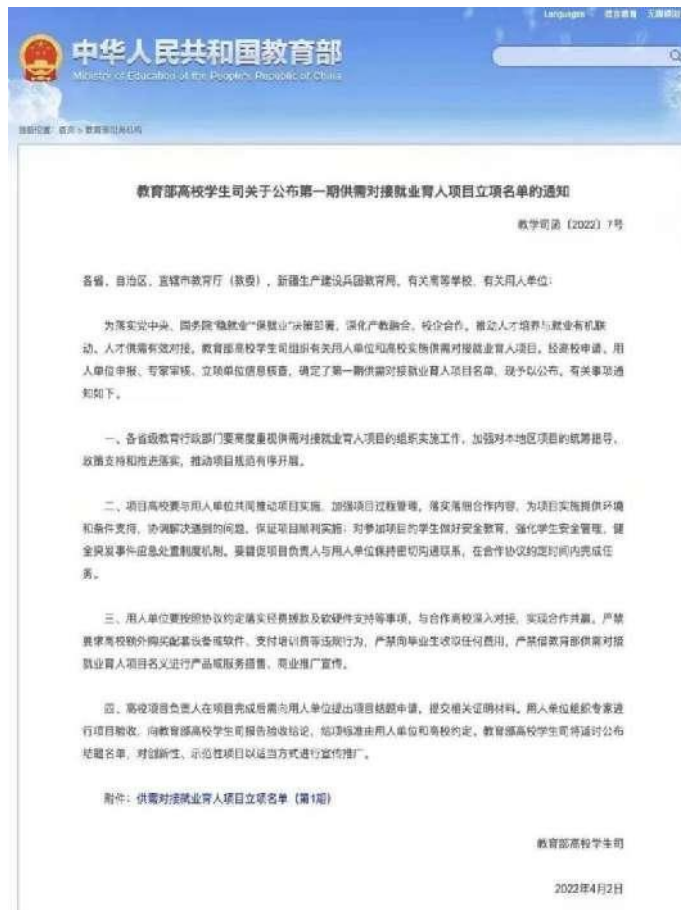 Languages
中华人民共和国教育部
Ministry of Education of the People's Republic of China
当前位置：首页 > 教育部司局机构
教育部高校学生司关于公布第一期供需对接就业育人项目立项名单的通知
教学司函〔2022〕7号
各省、自治区、直辖市教育厅（教委），新疆生产建设兵团教育局，有关高等学校、有关用人单位：
为落实党中央、国务院“稳就业”“保就业”决策部署，深化产教融合、校企合作，推动人才培养与就业有机联
动、人才供需有效对接，教育部高校学生司组织有关用人单位和高校实施供需对接就业育人项目。经高校申请、用
人单位申报、专家审核、立项单位信息核查，确定了第一期供需对接就业育人项目名单，现予以公布。有关事项通
知如下。
一、各省级教育行政部门要高度重视供需对接就业育人项目的组织实施工作，加强对本地区项目的统筹指导、
政策支持和推进落实，推动项目规范有序开展。
二、项目高校要与用人单位共同推动项目实施，加强项目过程管理，落实落细合作内容，为项目实施提供环境
和条件支持，协调解决遇到的问题，保证项目顺利实施；对参加项目的学生做好安全教育，强化学生安全管理，健
全突发事件应急处置制度机制。要督促项目负责人与用人单位保持密切沟通联系，在合作协议约定时间内完成任
务。
三、用人单位要按照协议约定落实经费拨款及软硬件支持等事项，与合作高校深入对接，实现合作共赢。严禁
要求高校额外购买配套设备或软件、支付培训费等违规行为，严禁向毕业生收取任何费用，严禁借教育部供需对接
就业育人项目名义进行产品或服务搭售、商业推广宣传。
四、高校项目负责人在项目完成后需向用人单位提出项目结题申请，提交相关证明材料。用人单位组织专家进
行项目验收，向教育部高校学生司报告验收结论，结项标准由用人单位和高校约定。教育部高校学生司将适时公布
结题名单，对创新性、示范性项目以适当方式进行宣传推广。
附件：供需对接就业育人项目立项名单（第1期）
教育部高校学生司
2022年4月2日